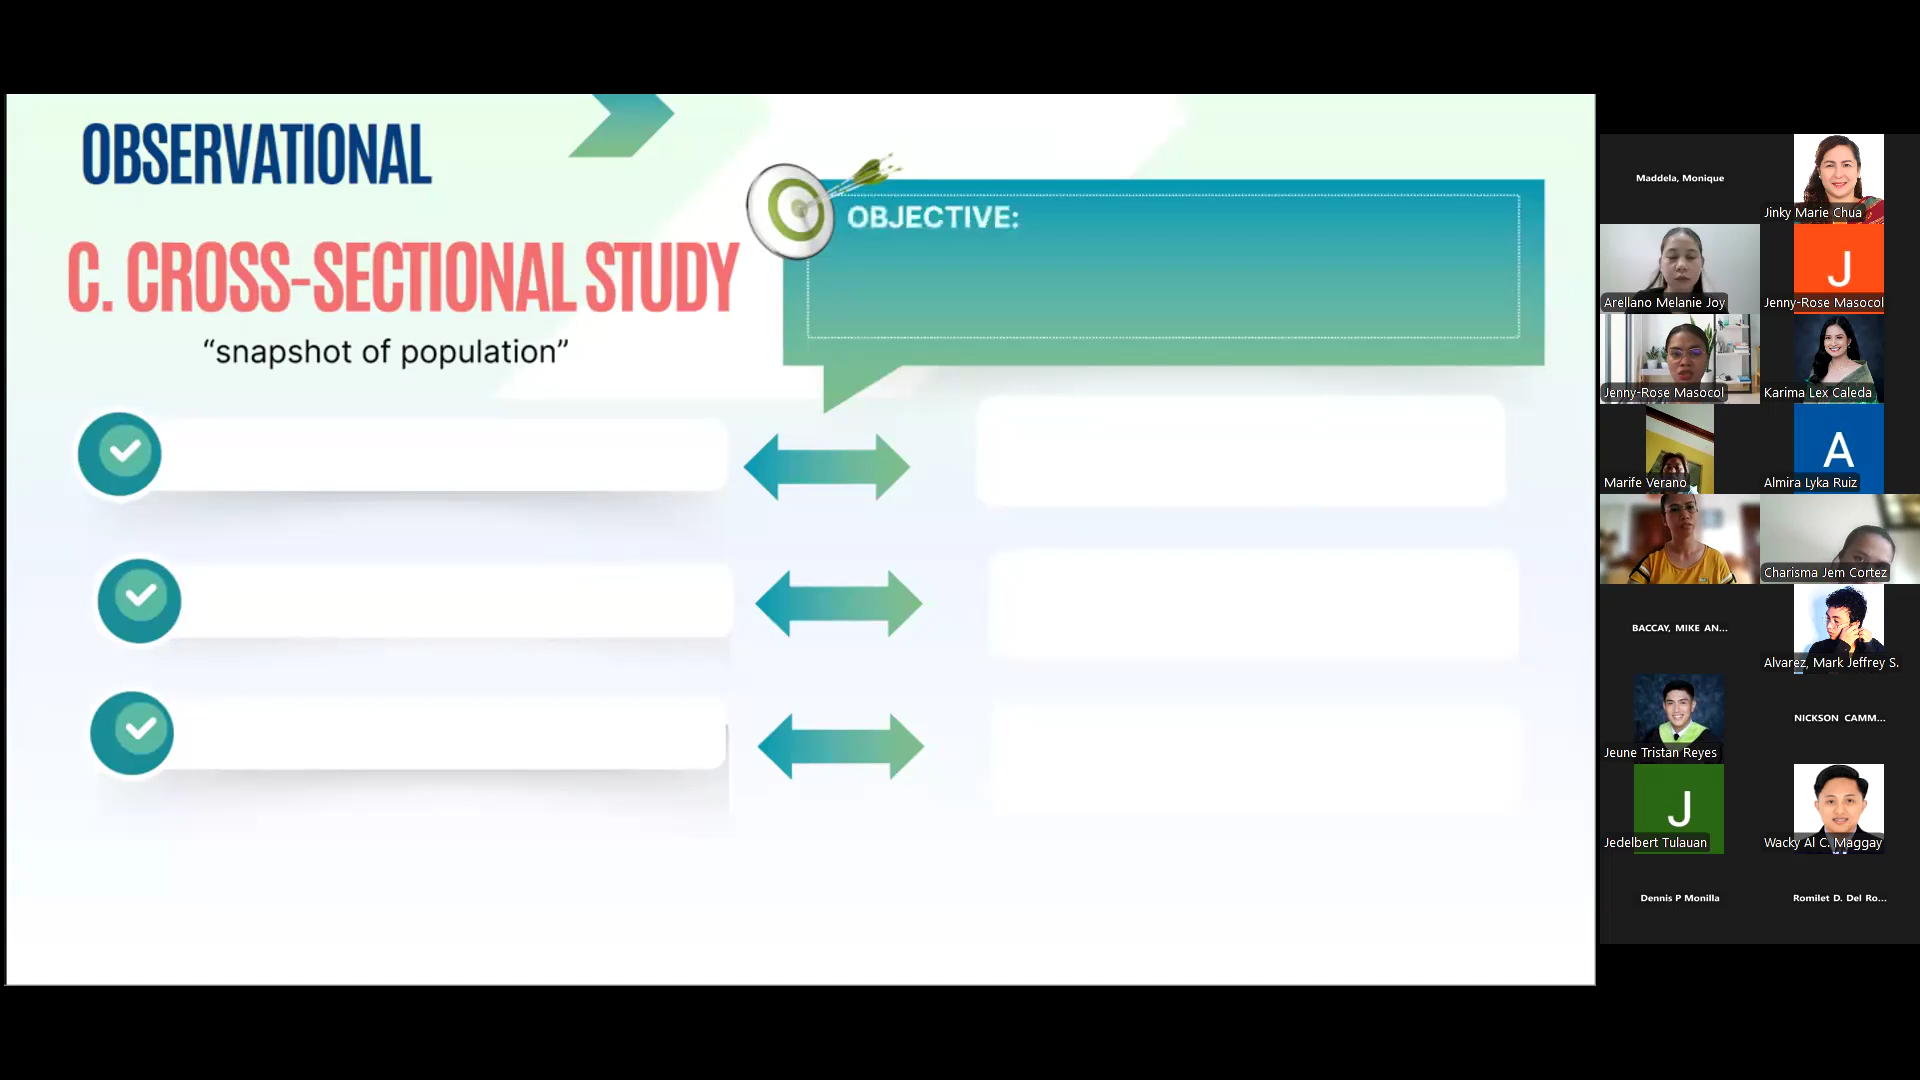 OBSERVATIONAL
C. CROSS-SECTIONAL STUDY
“snapshot of population”
OBJECTIVE:
Maddela, Monique
Jinky Marie Chua
Arellano Melanie Joy
Jenny-Rose Masocol
J
Jenny-Rose Masocol
Karima Lex Caleda
Marife Verano
A
Almira Lyka Ruiz
Charisma Jem Cortez
BACCAY, MIKE AN...
Alvarez, Mark Jeffrey S.
Jeune Tristan Reyes
NICKSON CAMM...
J
Jedelbert Tulauan
Wacky Al C. Maggay
Dennis P Monilla
Romilet D. Del Ro...